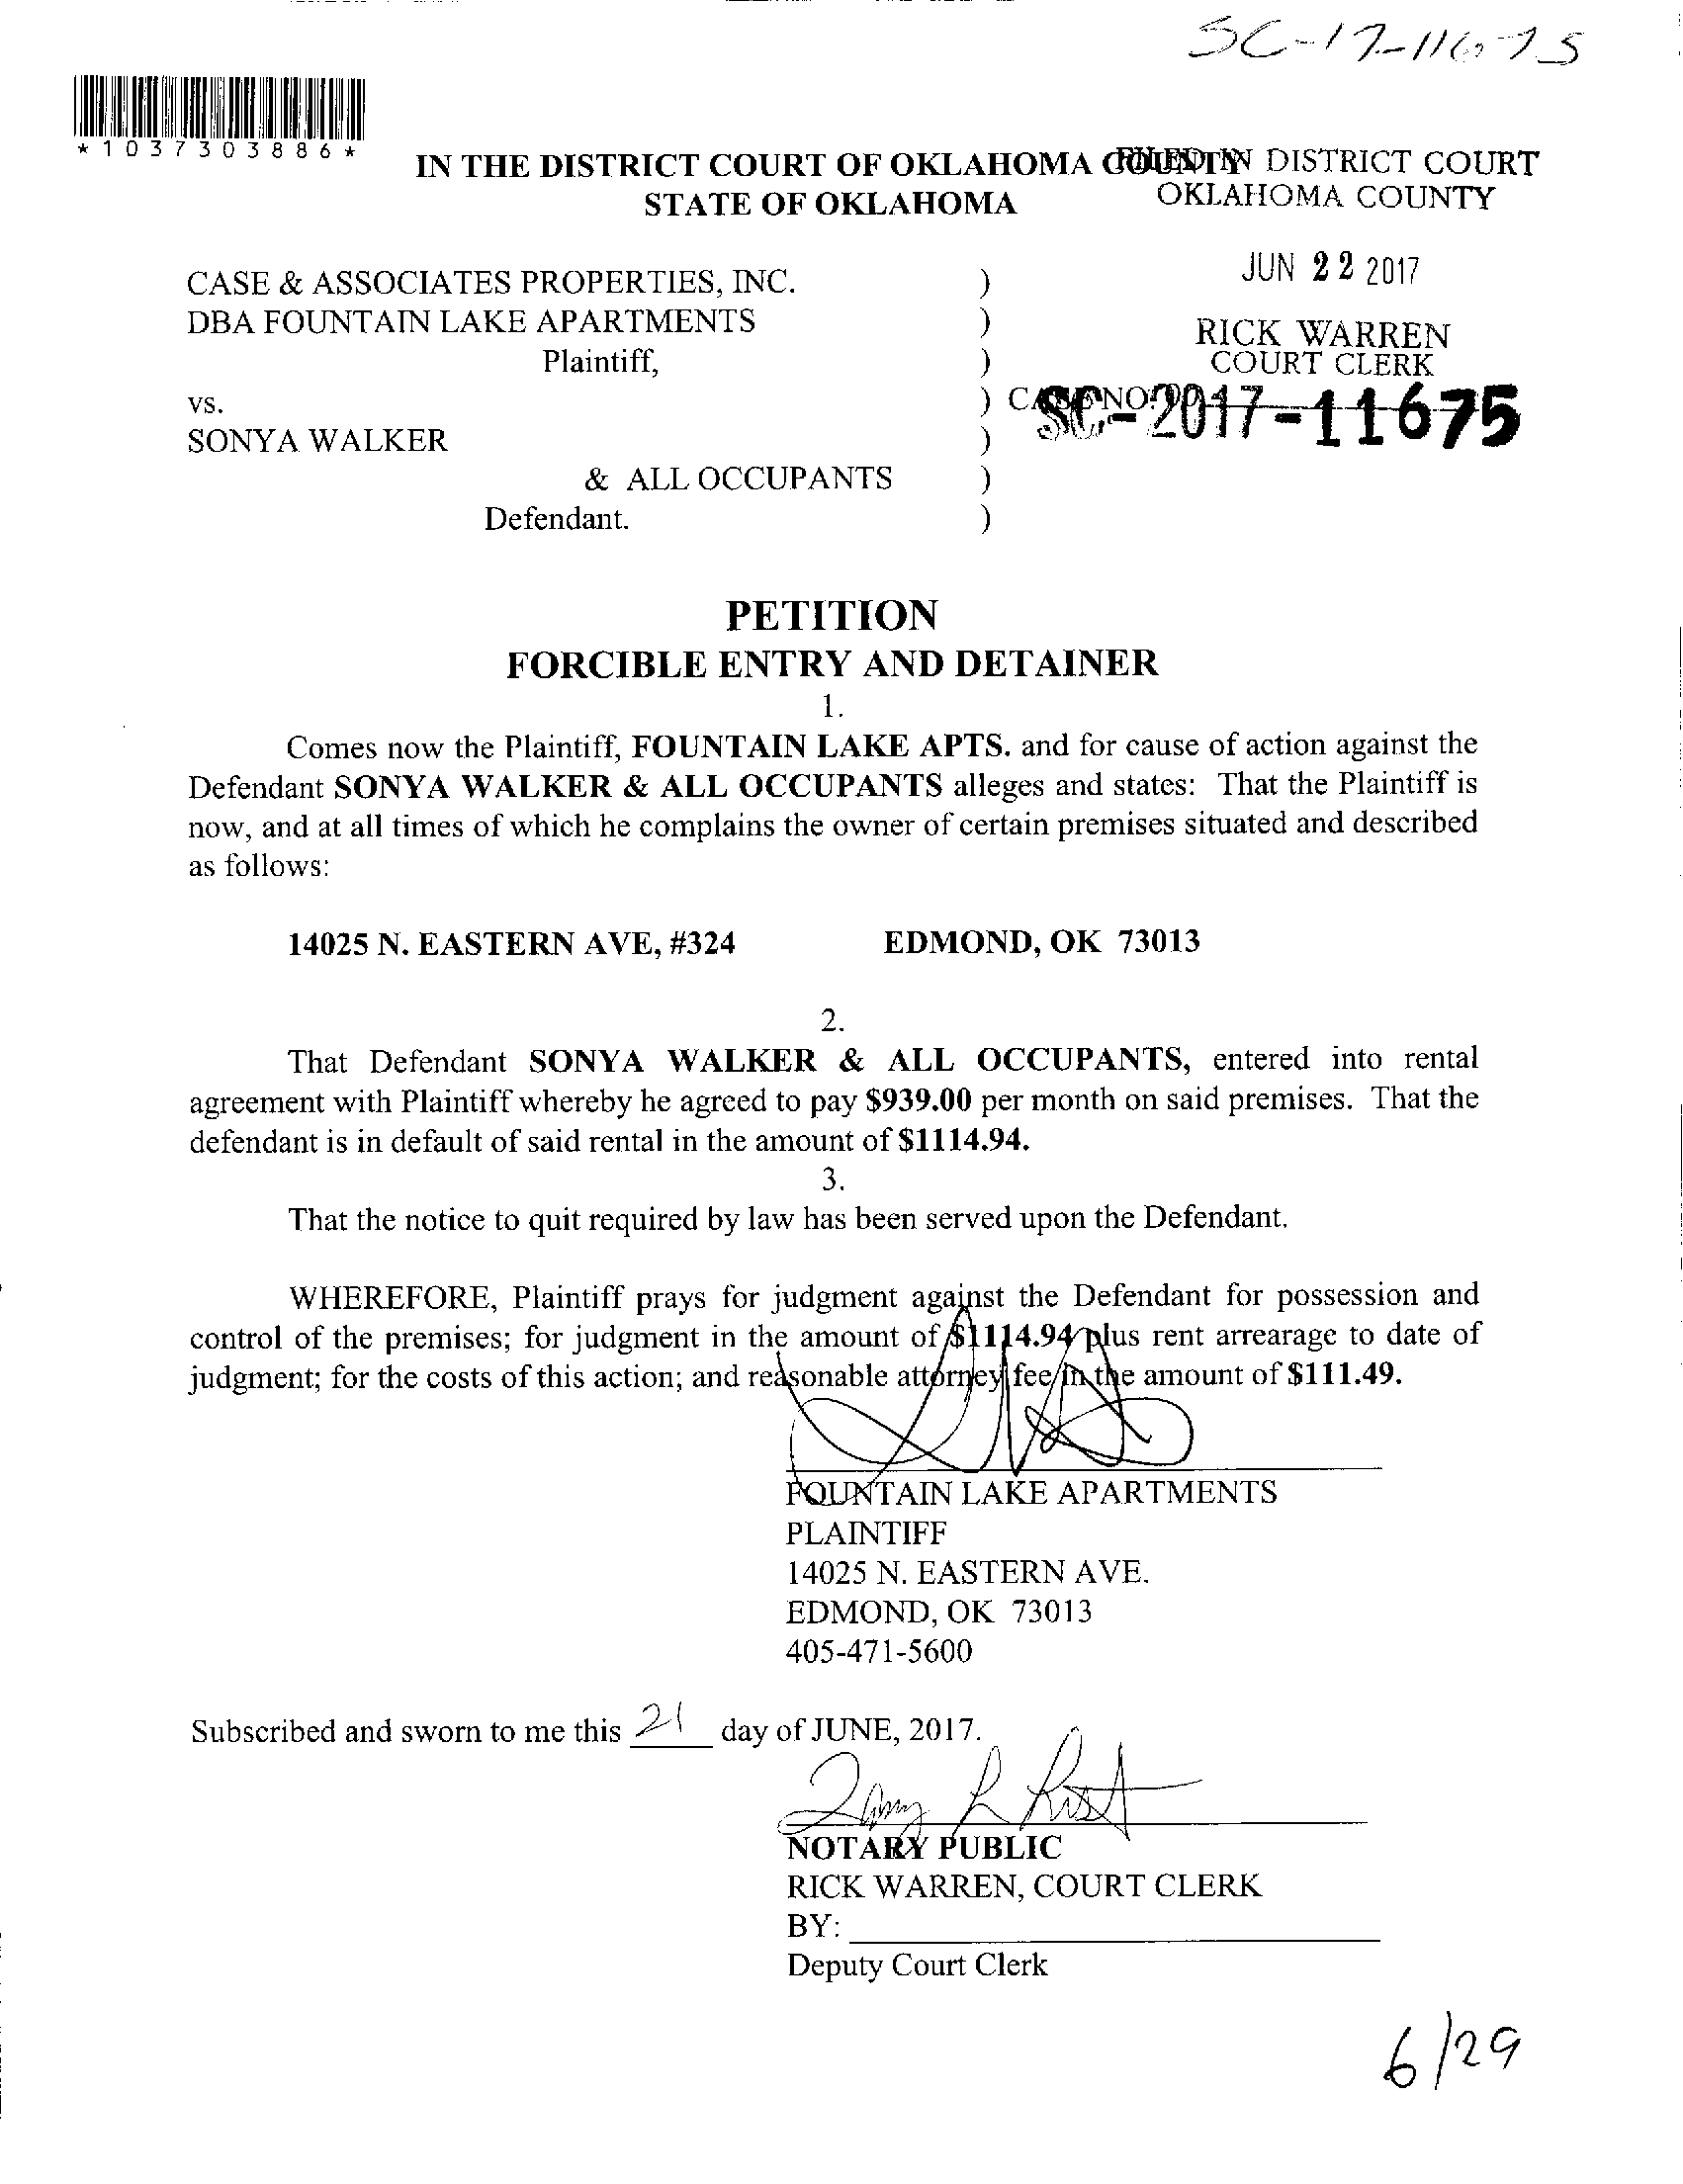 SC-17-11675
*1037303886*
IN THE DISTRICT COURT OF OKLAHOMA COUNTY
STATE OF OKLAHOMA
FILED IN DISTRICT COURT
OKLAHOMA COUNTY
JUN 22 2017
RICK WARREN
COURT CLERK
CASE & ASSOCIATES PROPERTIES, INC. )
DBA FOUNTAIN LAKE APARTMENTS )
Plaintiff, )
vs. ) CASE NO.
SC-2017-11675
SONYA WALKER )
& ALL OCCUPANTS )
Defendant. )
PETITION
FORCIBLE ENTRY AND DETAINER
1.
Comes now the Plaintiff, FOUNTAIN LAKE APTS. and for cause of action against the
Defendant SONYA WALKER & ALL OCCUPANTS alleges and states: That the Plaintiff is
now, and at all times of which he complains the owner of certain premises situated and described
as follows:
14025 N. EASTERN AVE, #324 EDMOND, OK 73013
2.
That Defendant SONYA WALKER & ALL OCCUPANTS, entered into rental
agreement with Plaintiff whereby he agreed to pay $939.00 per month on said premises. That the
defendant is in default of said rental in the amount of $1114.94.
3.
That the notice to quit required by law has been served upon the Defendant.
WHEREFORE, Plaintiff prays for judgment against the Defendant for possession and
control of the premises; for judgment in the amount of $1114.94 plus rent arrearage to date of
judgment; for the costs of this action; and reasonable attorney fee in the amount of $111.49.
FOUNTAIN LAKE APARTMENTS
PLAINTIFF
14025 N. EASTERN AVE.
EDMOND, OK 73013
405-471-5600
Subscribed and sworn to me this 21 day of JUNE, 2017.
NOTARY PUBLIC
RICK WARREN, COURT CLERK
BY:
Deputy Court Clerk
6/29